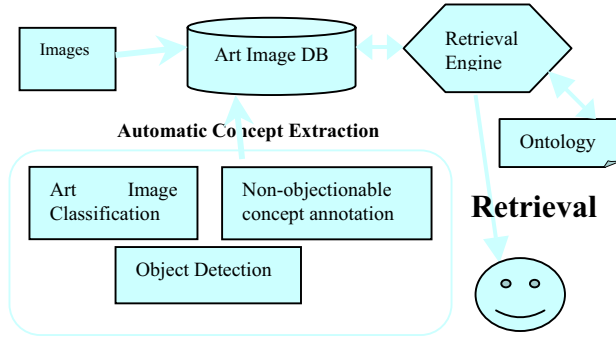 Images
Art Image DB
Retrieval
Engine
Ontology
Automatic Concept Extraction
Art Image
Classification
Non-objectionable
concept annotation
Object Detection
Retrieval